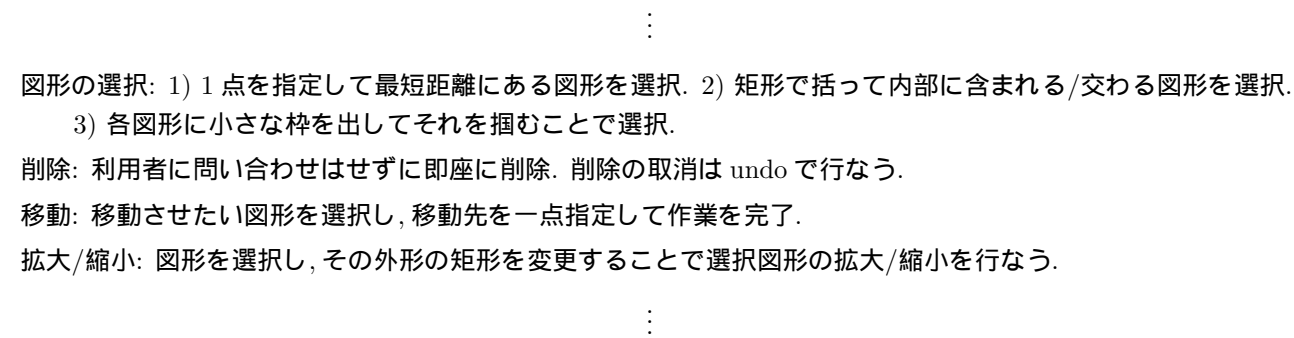 ⋮
図形の選択: 1) 1 点を指定して最短距離にある図形を選択. 2) 矩形で括って内部に含まれる/交わる図形を選択.
3) 各図形に小さな枠を出してそれを掴むことで選択.
削除: 利用者に問い合わせはせずに即座に削除. 削除の取消は undo で行なう.
移動: 移動させたい図形を選択し, 移動先を一点指定して作業を完了.
拡大/縮小: 図形を選択し, その外形の矩形を変更することで選択図形の拡大/縮小を行なう.
⋮